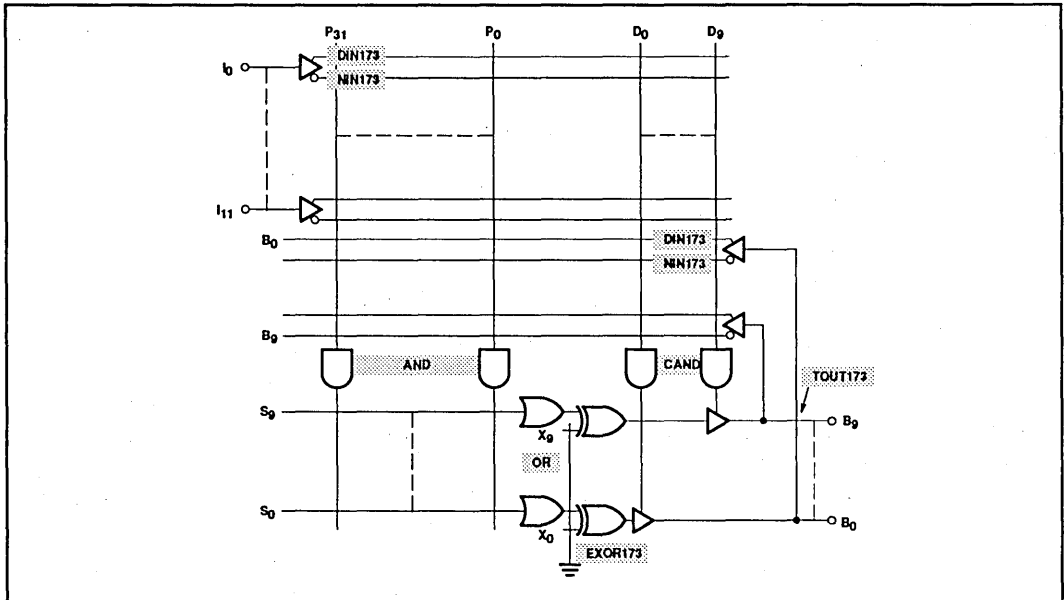 P31 P0 D0 D9
DIN173
I0
NIN173
I11
B0 DIN173
NIN173
B9
AND CAND
TOUT173
S9 B9
X9
OR
S0 B0
X0
EXOR173